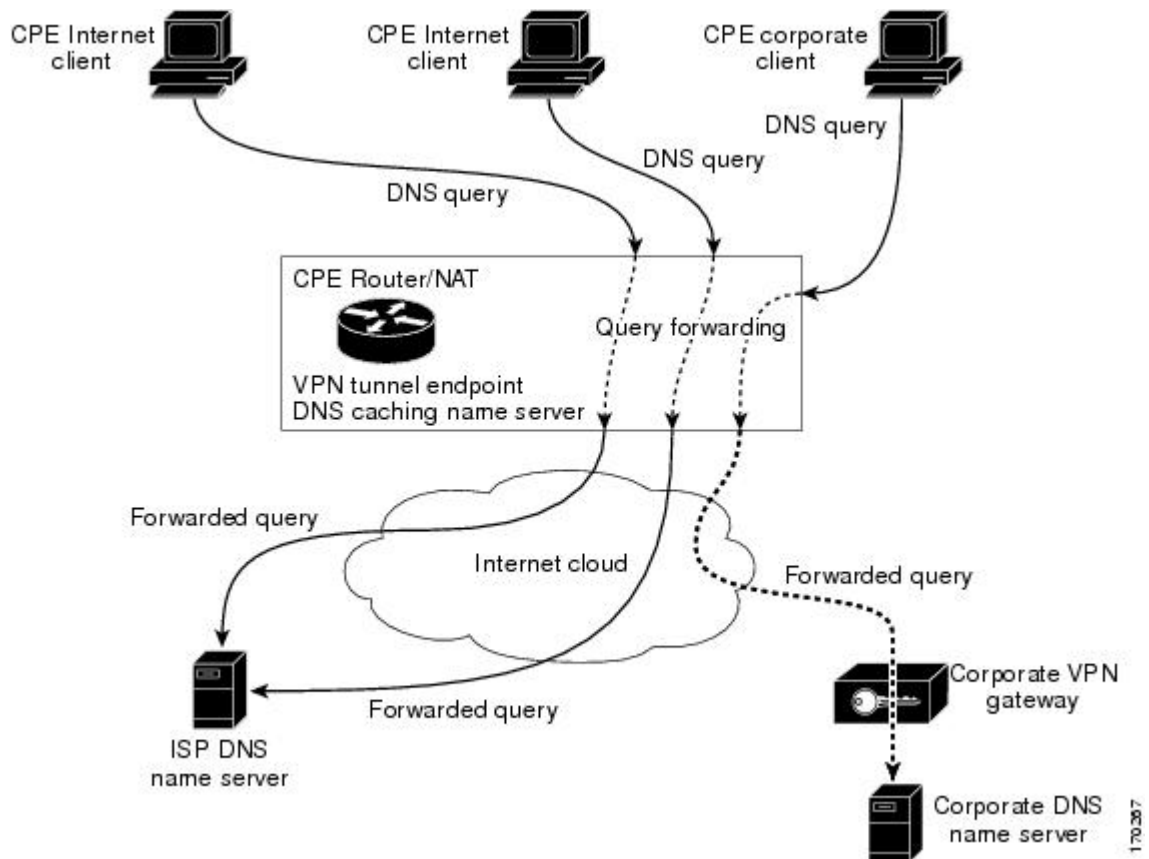 CPE Internet
client
CPE Internet
client
CPE corporate
client
DNS query
DNS query
DNS query
CPE Router/NAT
Query forwarding
VPN tunnel endpoint
DNS caching name server
Forwarded query
Internet cloud
Forwarded query
Corporate VPN
gateway
Forwarded query
ISP DNS
name server
Corporate DNS
name server
170267